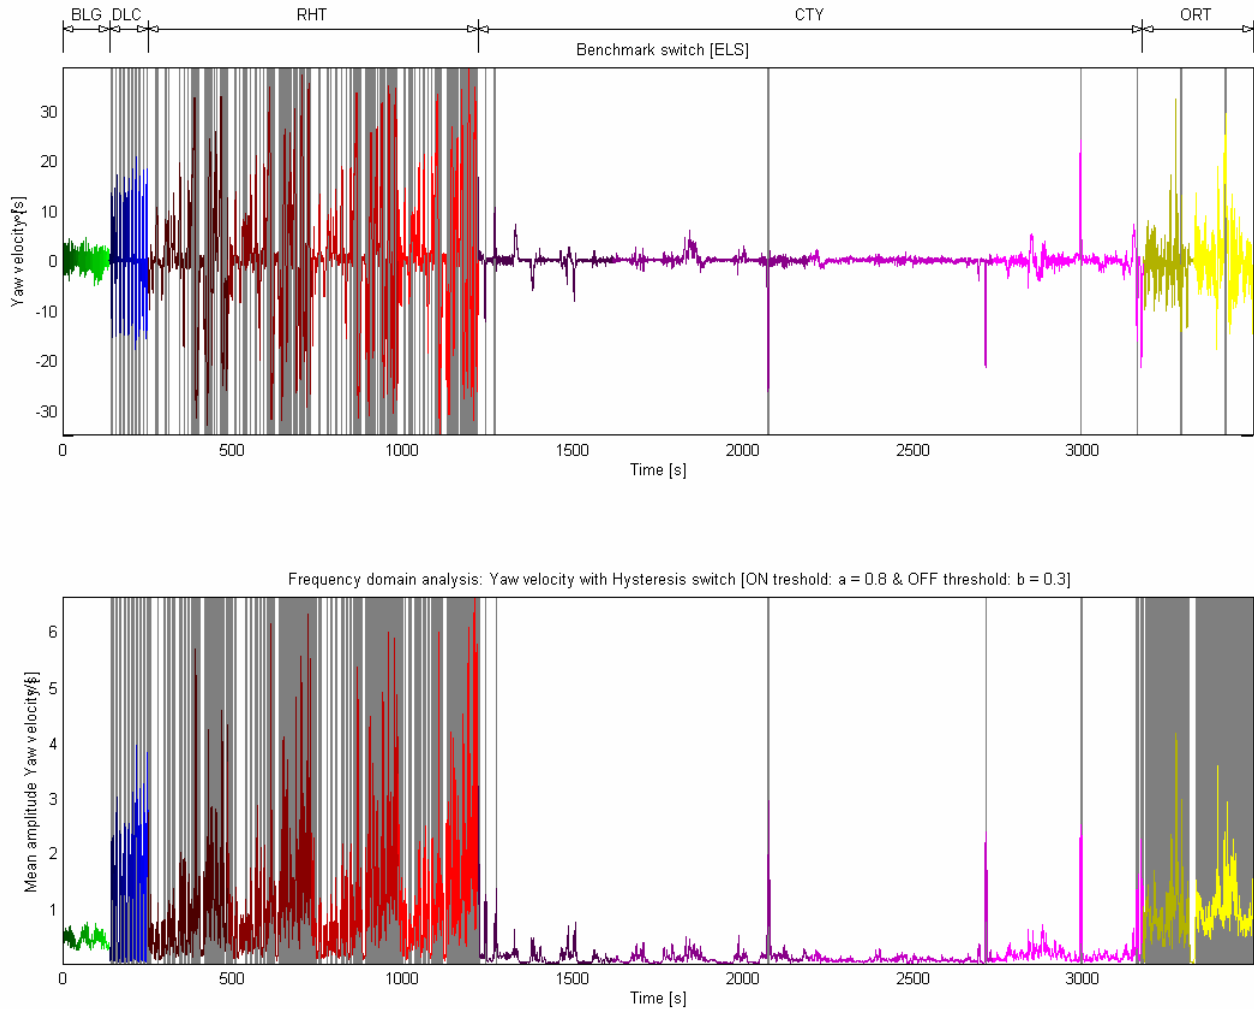 BLG DLC RHT CTY ORT
Benchmark switch [ELS]
Yaw velocity [°/s]
30
20
10
0
-10
-20
-30
0 500 1000 1500 2000 2500 3000
Time [s]
Frequency domain analysis: Yaw velocity with Hysteresis switch [ON treshold: a = 0.8 & OFF threshold: b = 0.3]
Mean amplitude Yaw velocity [°/s]
6
5
4
3
2
1
0 500 1000 1500 2000 2500 3000
Time [s]